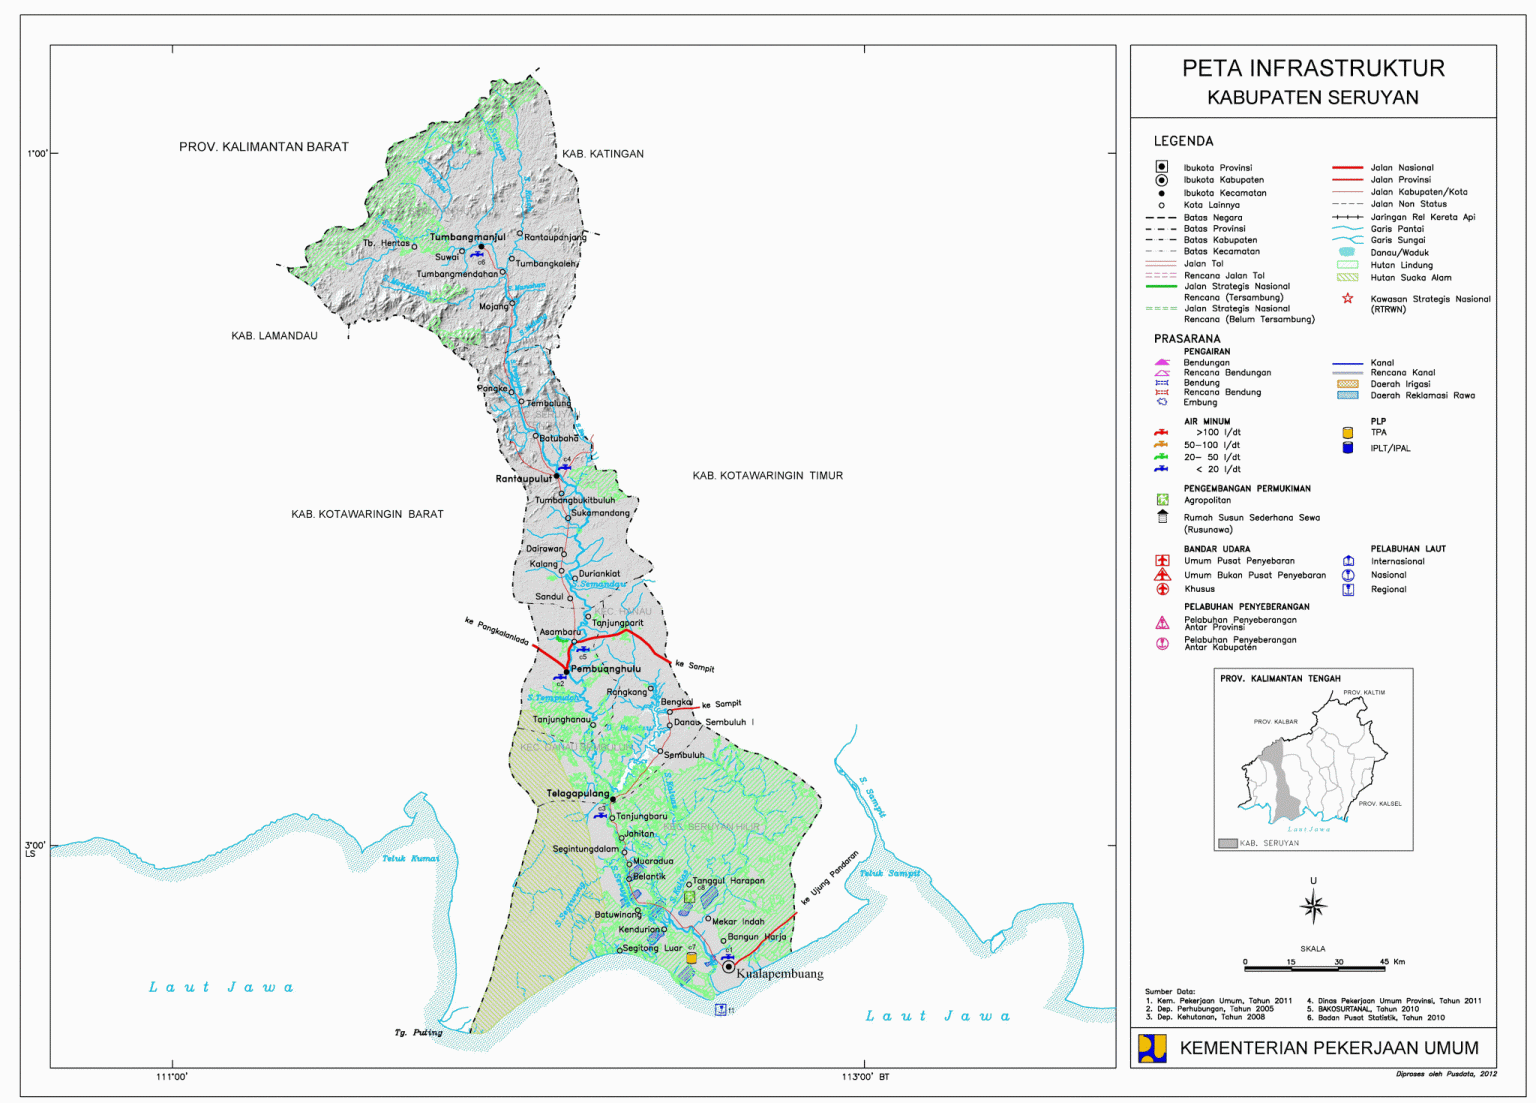 PETA INFRASTRUKTUR
KABUPATEN SERUYAN
LEGENDA
Ibukota Provinsi
Ibukota Kabupaten
Ibukota Kecamatan
Kota Lainnya
Batas Negara
Batas Provinsi
Batas Kabupaten
Batas Kecamatan
Jalan Tol
Rencana Jalan Tol
Jalan Strategis Nasional
Rencana (Tersambung)
Jalan Strategis Nasional
Rencana (Belum Tersambung)
Jalan Nasional
Jalan Provinsi
Jalan Kabupaten/Kota
Jalan Non Status
Jaringan Rel Kereta Api
Garis Pantai
Garis Sungai
Danau/Waduk
Hutan Lindung
Hutan Suaka Alam
Kawasan Strategis Nasional
(RTRWN)
PRASARANA
PENGAIRAN
Bendungan
Rencana Bendungan
Bendung
Rencana Bendung
Embung
Kanal
Rencana Kanal
Daerah Irigasi
Daerah Reklamasi Rawa
AIR MINUM
>100 l/dt
50-100 l/dt
20- 50 l/dt
< 20 l/dt
PLP
TPA
IPLT/IPAL
PENGEMBANGAN PERMUKIMAN
Agropolitan
Rumah Susun Sederhana Sewa
(Rusunawa)
BANDAR UDARA
Umum Pusat Penyebaran
Umum Bukan Pusat Penyebaran
Khusus
PELABUHAN LAUT
Internasional
Nasional
Regional
PELABUHAN PENYEBERANGAN
Pelabuhan Penyeberangan
Antar Provinsi
Pelabuhan Penyeberangan
Antar Kabupaten
PROV. KALIMANTAN TENGAH
PROV. KALTIM
PROV. KALBAR
PROV. KALSEL
Laut Jawa
KAB. SERUYAN
U
SKALA
0 15 30 45 Km
Sumber Data:
1. Kem. Pekerjaan Umum, Tahun 2011
2. Dep. Perhubungan, Tahun 2005
3. Dep. Kehutanan, Tahun 2008
4. Dinas Pekerjaan Umum Provinsi, Tahun 2011
5. BAKOSURTANAL, Tahun 2010
6. Badan Pusat Statistik, Tahun 2010
KEMENTERIAN PEKERJAAN UMUM
Diproses oleh Pusdata, 2012
1°00'
3°00'
LS
111°00'
113°00' BT
PROV. KALIMANTAN BARAT
KAB. KATINGAN
KAB. LAMANDAU
KAB. KOTAWARINGIN TIMUR
KAB. KOTAWARINGIN BARAT
Tumbangmanjul
Rantaupanjang
Tb. Hentas
Suwai
c6
Tumbangkaleh
Tumbangmendahan
Mojang
Pangke
Tembalung
Batubaha
c4
Rantaupulut
Tumbangbukitbuluh
Sukamandang
Dairawan
Kalang
Duriankiat
S. Semandau
Sandul
KEC. HANAU
Tanjungparit
ke Pangkalanlada
Asambaru
c5
ke Sampit
Pembuanghulu
c2
Rangkang
Bengkal
ke Sampit
Tanjunghanau
Danau Sembuluh I
KEC. DANAU SEMBULUH
Sembuluh
Telagapulang
c3
Tanjungbaru
KEC. SERUYAN HILIR
Jahitan
Segintungdalam
Muaradua
Belantik
Tanggul Harapan
c8
Batuwinang
Mekar Indah
Kendurion
Bangun Harja
Segitong Luar
c7
c1
Kualapembuang
t1
ke Ujung Pandaran
S. Sampit
Teluk Sampit
Teluk Kumai
Tg. Puting
Laut Jawa
Laut Jawa